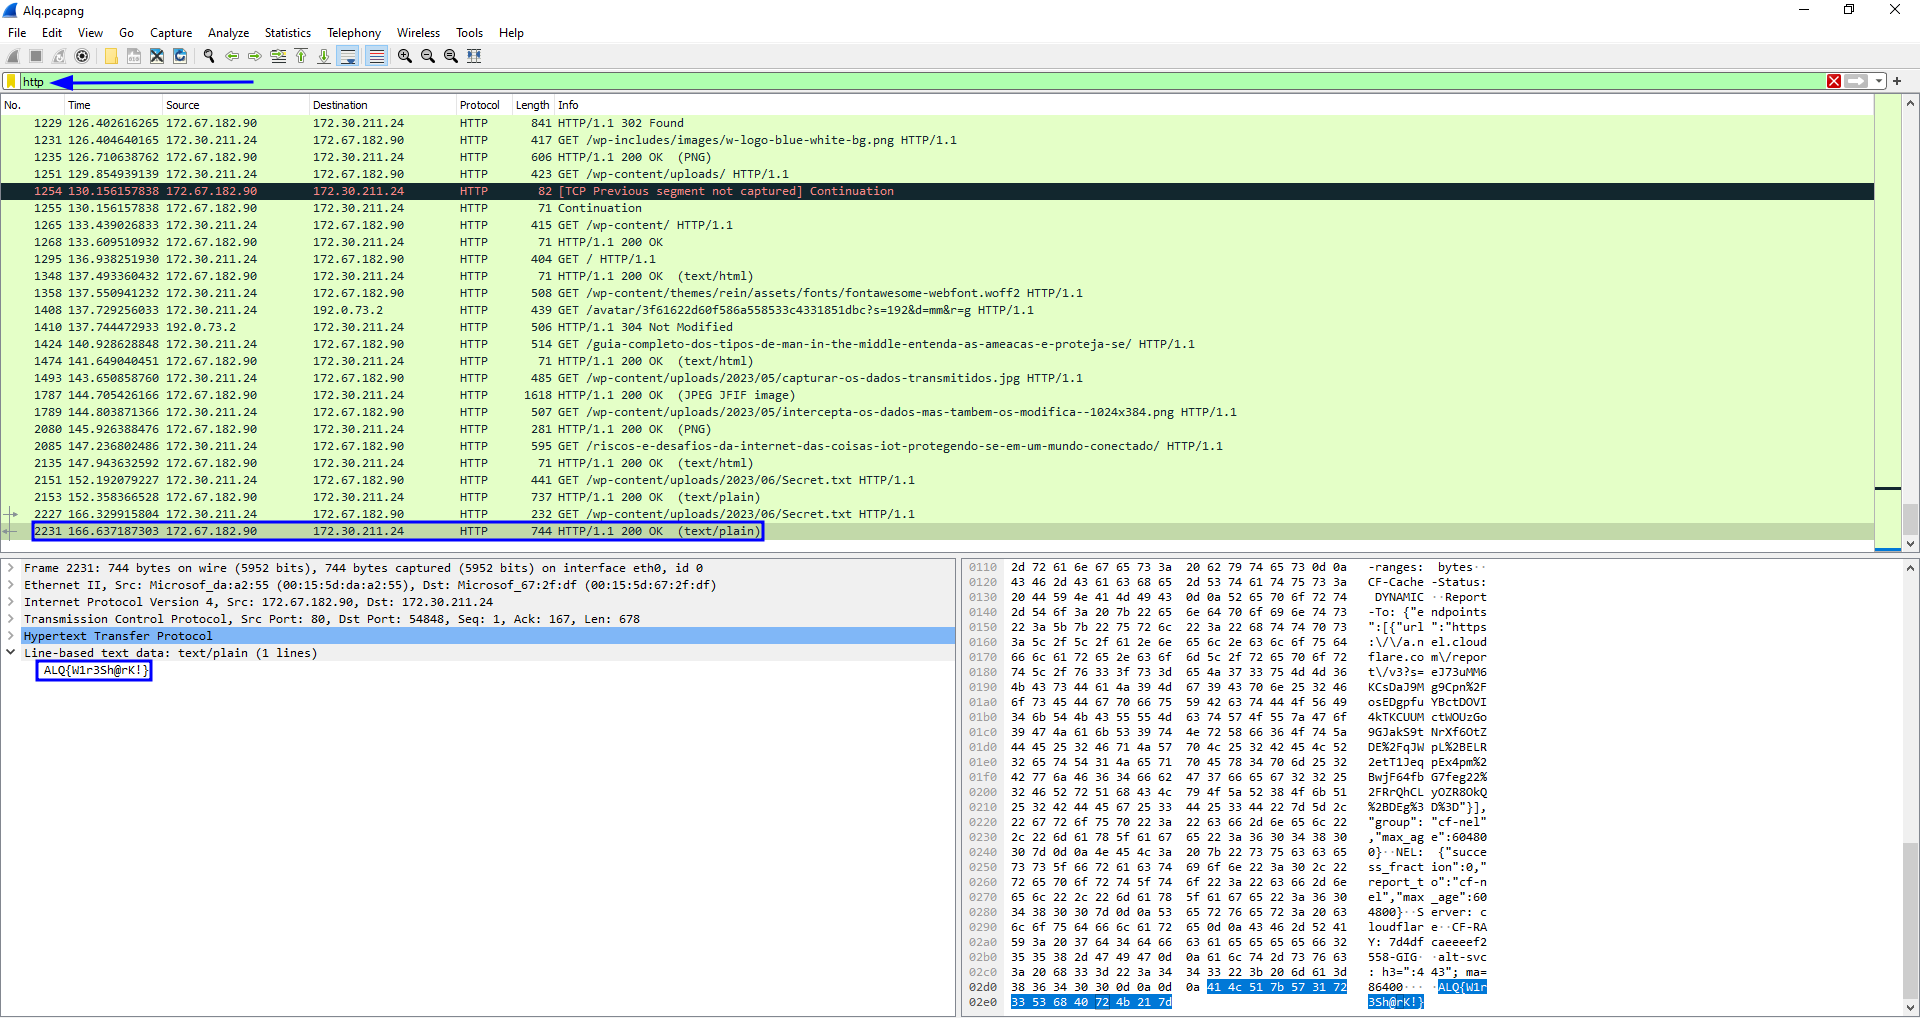 Alq.pcapng
File Edit View Go Capture Analyze Statistics Telephony Wireless Tools Help
http
No. Time Source Destination Protocol Length Info
1229 126.402616265 172.67.182.90 172.30.211.24 HTTP 841 HTTP/1.1 302 Found
1231 126.404640165 172.30.211.24 172.67.182.90 HTTP 417 GET /wp-includes/images/w-logo-blue-white-bg.png HTTP/1.1
1235 126.710638762 172.67.182.90 172.30.211.24 HTTP 606 HTTP/1.1 200 OK (PNG)
1251 129.854939139 172.30.211.24 172.67.182.90 HTTP 423 GET /wp-content/uploads/ HTTP/1.1
1254 130.156157838 172.67.182.90 172.30.211.24 HTTP 82 [TCP Previous segment not captured] Continuation
1255 130.156157838 172.67.182.90 172.30.211.24 HTTP 71 Continuation
1265 133.439026833 172.30.211.24 172.67.182.90 HTTP 415 GET /wp-content/ HTTP/1.1
1268 133.609510932 172.67.182.90 172.30.211.24 HTTP 71 HTTP/1.1 200 OK
1295 136.938251930 172.30.211.24 172.67.182.90 HTTP 404 GET / HTTP/1.1
1348 137.493360432 172.67.182.90 172.30.211.24 HTTP 71 HTTP/1.1 200 OK (text/html)
1358 137.550941232 172.30.211.24 172.67.182.90 HTTP 508 GET /wp-content/themes/rein/assets/fonts/fontawesome-webfont.woff2 HTTP/1.1
1408 137.729256033 172.30.211.24 192.0.73.2 HTTP 439 GET /avatar/3f61622d60f586a558533c4331851dbc?s=192&d=mm&r=g HTTP/1.1
1410 137.744472933 192.0.73.2 172.30.211.24 HTTP 506 HTTP/1.1 304 Not Modified
1424 140.928628848 172.30.211.24 172.67.182.90 HTTP 514 GET /guia-completo-dos-tipos-de-man-in-the-middle-entenda-as-ameacas-e-proteja-se/ HTTP/1.1
1474 141.649040451 172.67.182.90 172.30.211.24 HTTP 71 HTTP/1.1 200 OK (text/html)
1493 143.650858760 172.30.211.24 172.67.182.90 HTTP 485 GET /wp-content/uploads/2023/05/capturar-os-dados-transmitidos.jpg HTTP/1.1
1787 144.705426166 172.67.182.90 172.30.211.24 HTTP 1618 HTTP/1.1 200 OK (JPEG JFIF image)
1789 144.803871366 172.30.211.24 172.67.182.90 HTTP 507 GET /wp-content/uploads/2023/05/intercepta-os-dados-mas-tambem-os-modifica--1024x384.png HTTP/1.1
2080 145.926388476 172.67.182.90 172.30.211.24 HTTP 281 HTTP/1.1 200 OK (PNG)
2085 147.236802486 172.30.211.24 172.67.182.90 HTTP 595 GET /riscos-e-desafios-da-internet-das-coisas-iot-protegendo-se-em-um-mundo-conectado/ HTTP/1.1
2135 147.943632592 172.67.182.90 172.30.211.24 HTTP 71 HTTP/1.1 200 OK (text/html)
2151 152.192079227 172.30.211.24 172.67.182.90 HTTP 441 GET /wp-content/uploads/2023/06/Secret.txt HTTP/1.1
2153 152.358366528 172.67.182.90 172.30.211.24 HTTP 737 HTTP/1.1 200 OK (text/plain)
2227 166.329915804 172.30.211.24 172.67.182.90 HTTP 232 GET /wp-content/uploads/2023/06/Secret.txt HTTP/1.1
2231 166.637187303 172.67.182.90 172.30.211.24 HTTP 744 HTTP/1.1 200 OK (text/plain)
Frame 2231: 744 bytes on wire (5952 bits), 744 bytes captured (5952 bits) on interface eth0, id 0
Ethernet II, Src: Microsof_da:a2:55 (00:15:5d:da:a2:55), Dst: Microsof_67:2f:df (00:15:5d:67:2f:df)
Internet Protocol Version 4, Src: 172.67.182.90, Dst: 172.30.211.24
Transmission Control Protocol, Src Port: 80, Dst Port: 54848, Seq: 1, Ack: 167, Len: 678
Hypertext Transfer Protocol
Line-based text data: text/plain (1 lines)
ALQ{W1r3Sh@rK!}
0110 2d 72 61 6e 67 65 73 3a 20 62 79 74 65 73 0d 0a -ranges: bytes··
0120 43 46 2d 43 61 63 68 65 2d 53 74 61 74 75 73 3a CF-Cache -Status:
0130 20 44 59 4e 41 4d 49 43 0d 0a 52 65 70 6f 72 74 DYNAMIC ··Report
0140 2d 54 6f 3a 20 7b 22 65 6e 64 70 6f 69 6e 74 73 -To: {"e ndpoints
0150 22 3a 5b 7b 22 75 72 6c 22 3a 22 68 74 74 70 73 ":[{"url ":"https
0160 3a 5c 2f 5c 2f 61 2e 6e 65 6c 2e 63 6c 6f 75 64 :\/\/a.n el.cloud
0170 66 6c 61 72 65 2e 63 6f 6d 5c 2f 72 65 70 6f 72 flare.co m\/repor
0180 74 5c 2f 76 33 3f 73 3d 65 4a 37 33 75 4d 4d 36 t\/v3?s= eJ73uMM6
0190 4b 43 73 44 61 4a 39 4d 67 39 43 70 6e 25 32 46 KCsDaJ9M g9Cpn%2F
01a0 6f 73 45 44 67 70 66 75 59 42 63 74 44 4f 56 49 osEDgpfu YBctDOVI
01b0 34 6b 54 4b 43 55 55 4d 63 74 57 4f 55 7a 47 6f 4kTKCUUM ctWOUzGo
01c0 39 47 4a 61 6b 53 39 74 4e 72 58 66 36 4f 74 5a 9GJakS9t NrXf6OtZ
01d0 44 45 25 32 46 71 4a 57 70 4c 25 32 42 45 4c 52 DE%2FqJW pL%2BELR
01e0 32 65 74 54 31 4a 65 71 70 45 78 34 70 6d 25 32 2etT1Jeq pEx4pm%2
01f0 42 77 6a 46 36 34 66 62 47 37 66 65 67 32 32 25 BwjF64fb G7feg22%
0200 32 46 52 72 51 68 43 4c 79 4f 5a 52 38 4f 6b 51 2FRrQhCL yOZR8OkQ
0210 25 32 42 44 45 67 25 33 44 25 33 44 22 7d 5d 2c %2BDEg%3 D%3D"}],
0220 22 67 72 6f 75 70 22 3a 22 63 66 2d 6e 65 6c 22 "group": "cf-nel"
0230 2c 22 6d 61 78 5f 61 67 65 22 3a 36 30 34 38 30 ,"max_ag e":60480
0240 30 7d 0d 0a 4e 45 4c 3a 20 7b 22 73 75 63 63 65 0}··NEL: {"succe
0250 73 73 5f 66 72 61 63 74 69 6f 6e 22 3a 30 2c 22 ss_fract ion":0,"
0260 72 65 70 6f 72 74 5f 74 6f 22 3a 22 63 66 2d 6e report_t o":"cf-n
0270 65 6c 22 2c 22 6d 61 78 5f 61 67 65 22 3a 36 30 el","max _age":60
0280 34 38 30 30 7d 0d 0a 53 65 72 76 65 72 3a 20 63 4800}··S erver: c
0290 6c 6f 75 64 66 6c 61 72 65 0d 0a 43 46 2d 52 41 loudflar e··CF-RA
02a0 59 3a 20 37 64 34 64 66 63 61 65 65 65 65 66 32 Y: 7d4df caeeeef2
02b0 35 35 38 2d 47 49 47 0d 0a 61 6c 74 2d 73 76 63 558-GIG· ·alt-svc
02c0 3a 20 68 33 3d 22 3a 34 34 33 22 3b 20 6d 61 3d : h3=":4 43"; ma=
02d0 38 36 34 30 30 0d 0a 0d 0a 41 4c 51 7b 57 31 72 86400··· ·ALQ{W1r
02e0 33 53 68 40 72 4b 21 7d 3Sh@rK!}